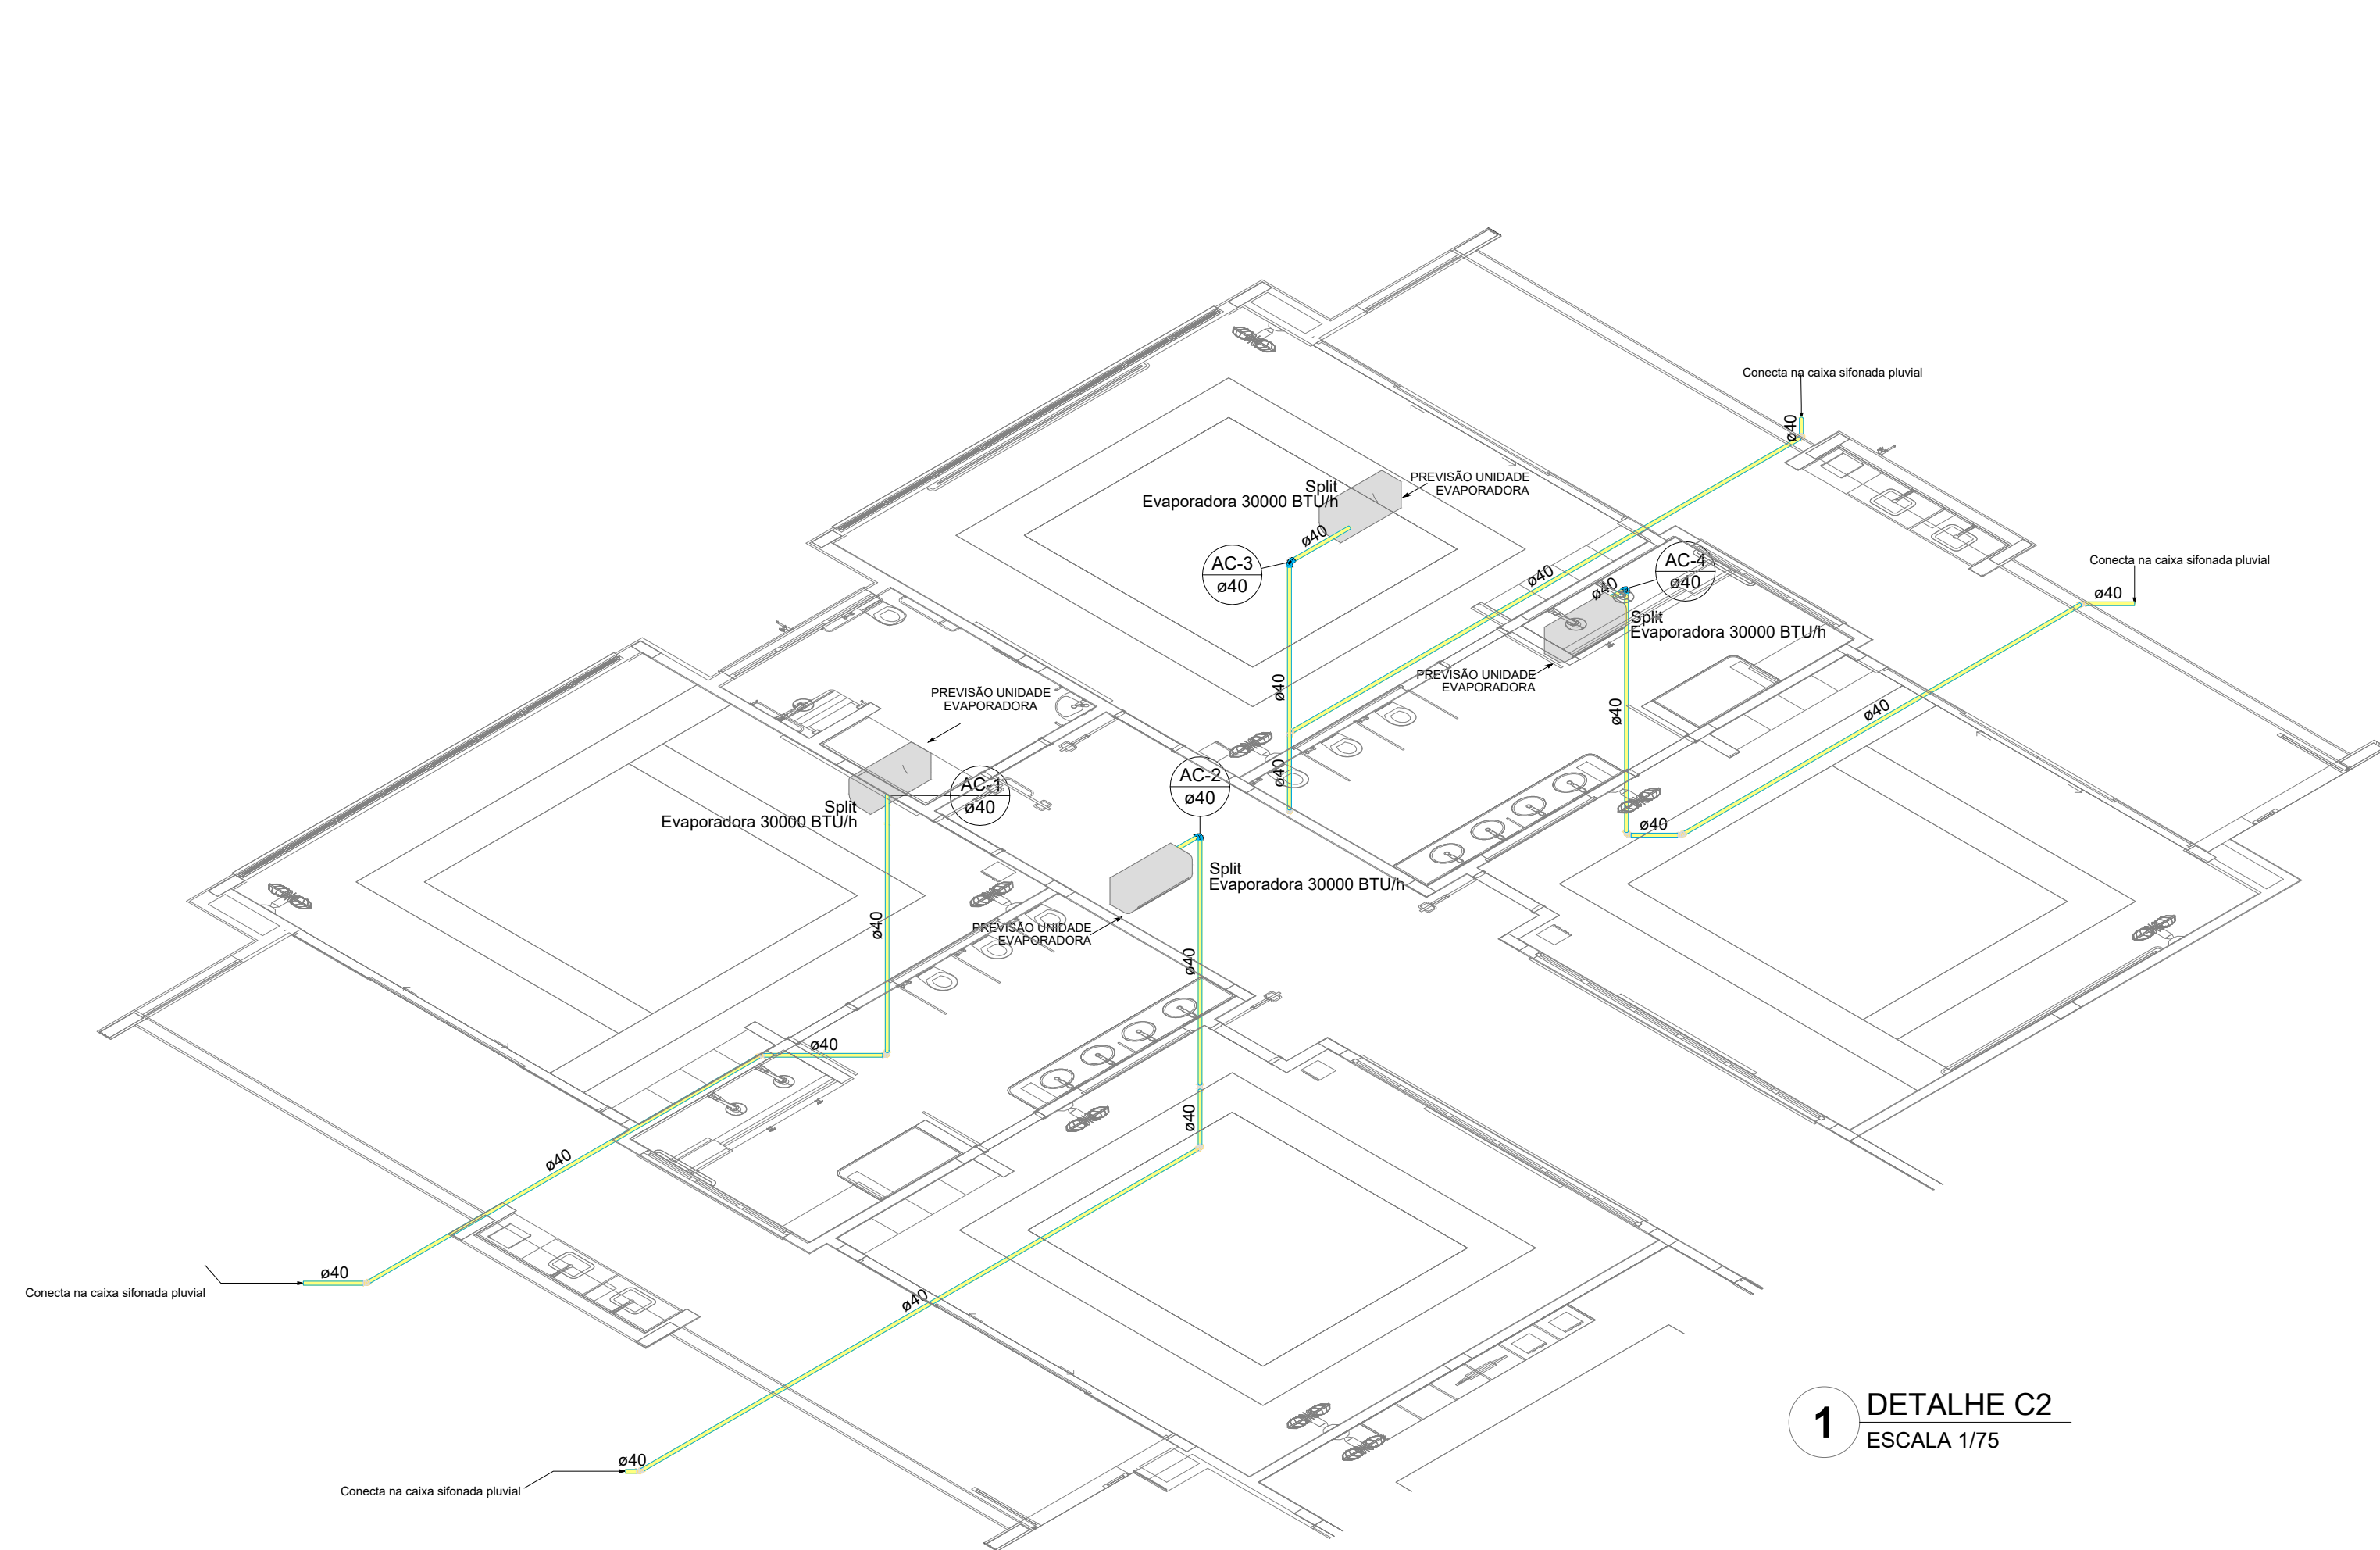 Conecta na caixa sifonada pluvial
ø40
PREVISÃO UNIDADE
EVAPORADORA
Split
Evaporadora 30000 BTU/h
ø40
AC-3
ø40
Conecta na caixa sifonada pluvial
ø40
ø40
ø40
AC-4
ø40
Split
Evaporadora 30000 BTU/h
PREVISÃO UNIDADE
EVAPORADORA
ø40
ø40
ø40
ø40
ø40
PREVISÃO UNIDADE
EVAPORADORA
AC-1
ø40
Split
Evaporadora 30000 BTU/h
AC-2
ø40
Split
Evaporadora 30000 BTU/h
PREVISÃO UNIDADE
EVAPORADORA
ø40
ø40
ø40
ø40
ø40
ø40
Conecta na caixa sifonada pluvial
ø40
ø40
Conecta na caixa sifonada pluvial
1
DETALHE C2
ESCALA 1/75